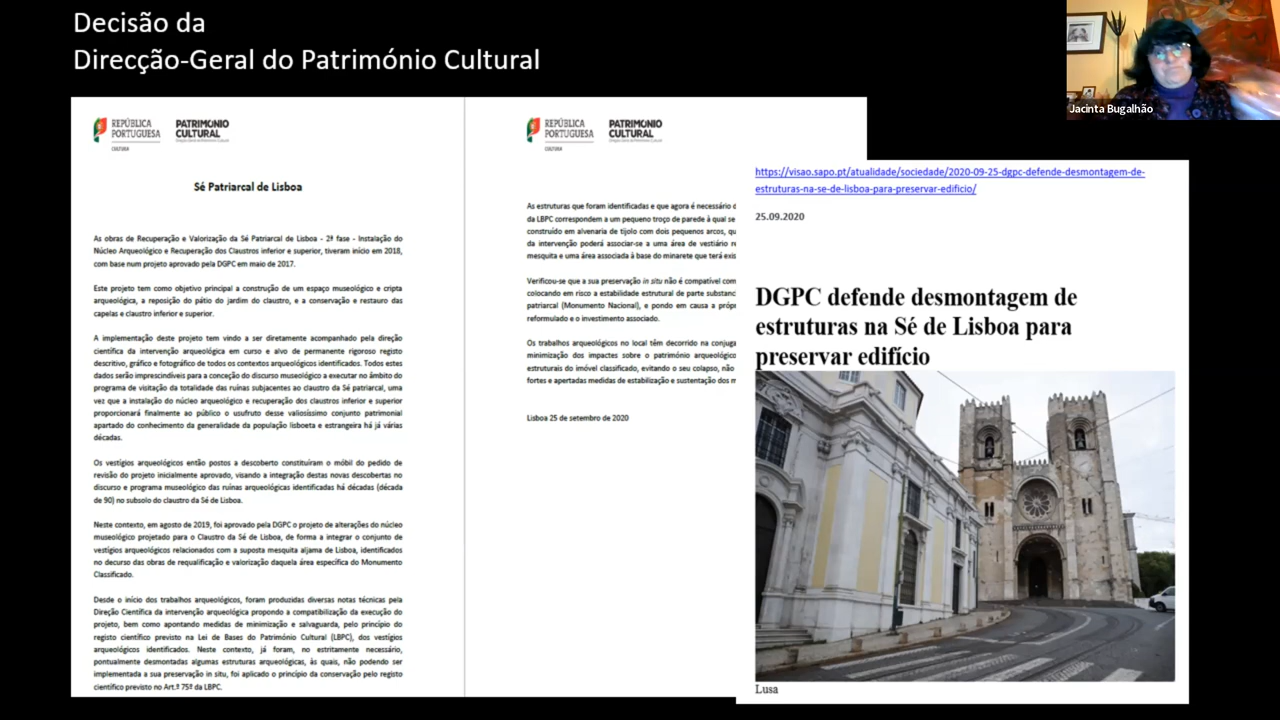 Decisão da
Direcção-Geral do Património Cultural
Jacinta Bugalhão
REPÚBLICA
PORTUGUESA
CULTURA
PATRIMÓNIO
CULTURAL
Direção-Geral do Património Cultural
Sé Patriarcal de Lisboa
As obras de Recuperação e Valorização da Sé Patriarcal de Lisboa - 2ª fase - Instalação do
Núcleo Arqueológico e Recuperação dos Claustros inferior e superior, tiveram início em 2018,
com base num projeto aprovado pela DGPC em maio de 2017.
Este projeto tem como objetivo principal a construção de um espaço museológico e cripta
arqueológica, a reposição do pátio do jardim do claustro, e a conservação e restauro das
capelas e claustro inferior e superior.
A implementação deste projeto tem vindo a ser diretamente acompanhado pela direção
científica da intervenção arqueológica em curso e alvo de permanente rigoroso registo
descritivo, gráfico e fotográfico de todos os contextos arqueológicos identificados. Todos estes
dados serão imprescindíveis para a conceção do discurso museológico a executar no âmbito do
programa de visitação da totalidade das ruínas subjacentes ao claustro da Sé patriarcal, uma
vez que a instalação do núcleo arqueológico e recuperação dos claustros inferior e superior
proporcionará finalmente ao público o usufruto desse valiosíssimo conjunto patrimonial
apartado do conhecimento da generalidade da população lisboeta e estrangeira há já várias
décadas.
Os vestígios arqueológicos então postos a descoberto constituíram o móbil do pedido de
revisão do projeto inicialmente aprovado, visando a integração destas novas descobertas no
discurso e programa museológico das ruínas arqueológicas identificadas há décadas (década
de 90) no subsolo do claustro da Sé de Lisboa.
Neste contexto, em agosto de 2019, foi aprovado pela DGPC o projeto de alterações do núcleo
museológico projetado para o Claustro da Sé de Lisboa, de forma a integrar o conjunto de
vestígios arqueológicos relacionados com a suposta mesquita aljama de Lisboa, identificados
no decurso das obras de requalificação e valorização daquela área específica do Monumento
Classificado.
Desde o início dos trabalhos arqueológicos, foram produzidas diversas notas técnicas pela
Direção Científica da intervenção arqueológica propondo a compatibilização da execução do
projeto, bem como apontando medidas de minimização e salvaguarda, pelo princípio do
registo científico previsto na Lei de Bases do Património Cultural (LBPC), dos vestígios
arqueológicos identificados. Neste contexto, já foram, no estritamente necessário,
pontualmente desmontadas algumas estruturas arqueológicas, às quais, não podendo ser
implementada a sua preservação in situ, foi aplicado o princípio da conservação pelo registo
científico previsto no Art.º 75º da LBPC.
REPÚBLICA
PORTUGUESA
CULTURA
PATRIMÓNIO
CULTURAL
Direção-Geral do Património Cultural
As estruturas que foram identificadas e que agora é necessário d
da LBPC correspondem a um pequeno troço de parede à qual se
construído em alvenaria de tijolo com dois pequenos arcos, qu
da intervenção poderá associar-se a uma área de vestiário re
mesquita e uma área associada à base do minarete que terá exis
Verificou-se que a sua preservação in situ não é compatível com
colocando em risco a estabilidade estrutural de parte substanc
patriarcal (Monumento Nacional), e pondo em causa a própr
reformulado e o investimento associado.
Os trabalhos arqueológicos no local têm decorrido na conjuga
minimização dos impactes sobre o património arqueológico
estruturais do imóvel classificado, evitando o seu colapso, não
fortes e apertadas medidas de estabilização e sustentação dos m
Lisboa 25 de setembro de 2020
https://visao.sapo.pt/atualidade/sociedade/2020-09-25-dgpc-defende-desmontagem-de-
estruturas-na-se-de-lisboa-para-preservar-edificio/
25.09.2020
DGPC defende desmontagem de
estruturas na Sé de Lisboa para
preservar edifício
Lusa